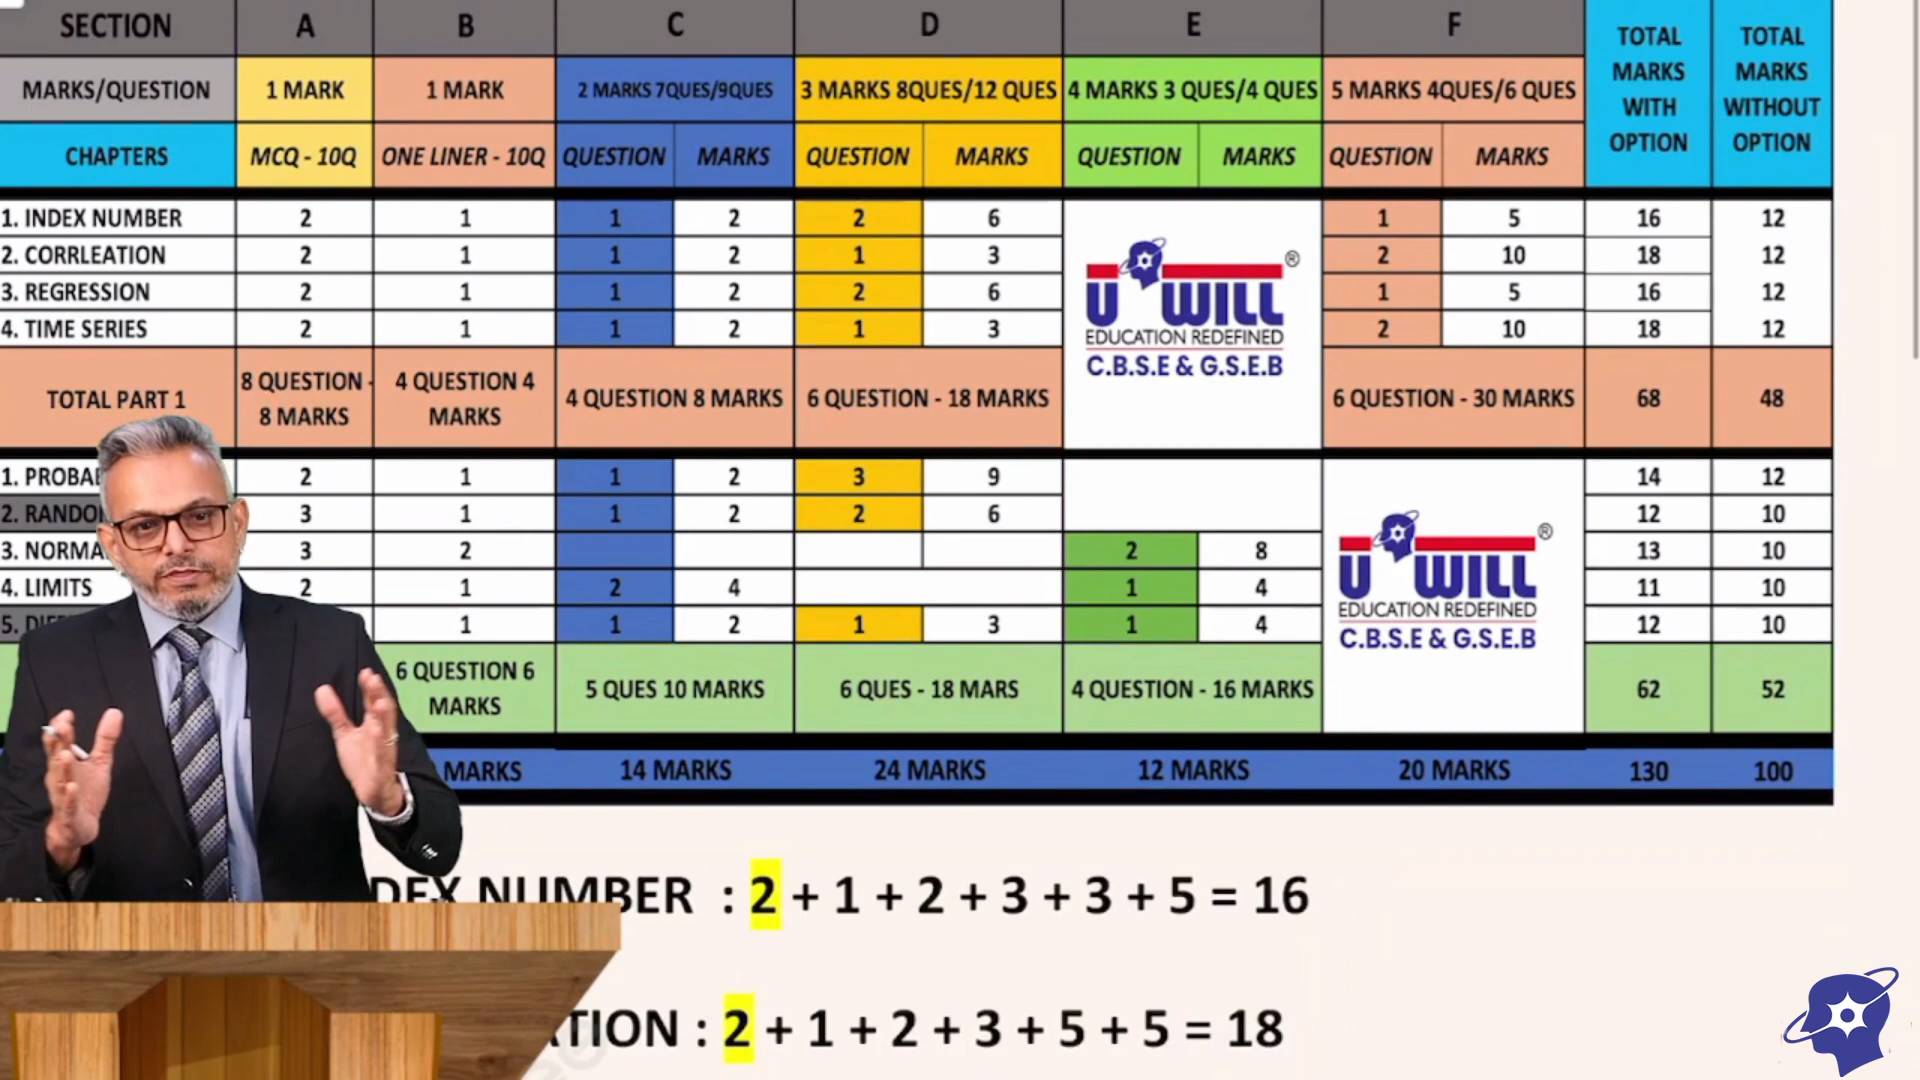 SECTION A B C D E F TOTAL MARKS WITH OPTION TOTAL MARKS WITHOUT OPTION
MARKS/QUESTION 1 MARK 1 MARK 2 MARKS 7QUES/9QUES 3 MARKS 8QUES/12 QUES 4 MARKS 3 QUES/4 QUES 5 MARKS 4QUES/6 QUES
CHAPTERS MCQ - 10Q ONE LINER - 10Q QUESTION MARKS QUESTION MARKS QUESTION MARKS QUESTION MARKS
1. INDEX NUMBER 2 1 1 2 2 6 1 5 16 12
2. CORRLEATION 2 1 1 2 1 3 2 10 18 12
3. REGRESSION 2 1 1 2 2 6 1 5 16 12
4. TIME SERIES 2 1 1 2 1 3 2 10 18 12
U WILL ®
EDUCATION REDEFINED
C.B.S.E & G.S.E.B
TOTAL PART 1 8 QUESTION - 8 MARKS 4 QUESTION 4 MARKS 4 QUESTION 8 MARKS 6 QUESTION - 18 MARKS 6 QUESTION - 30 MARKS 68 48
1. 2 1 1 2 3 9 14 12
2. 3 1 1 2 2 6 12 10
3. 3 2 2 8 13 10
4. LIMITS 2 1 2 4 1 4 11 10
5. 1 1 2 1 3 1 4 12 10
U WILL ®
EDUCATION REDEFINED
C.B.S.E & G.S.E.B
6 QUESTION 6 MARKS 5 QUES 10 MARKS 6 QUES - 18 MARS 4 QUESTION - 16 MARKS 62 52
MARKS 14 MARKS 24 MARKS 12 MARKS 20 MARKS 130 100
NUMBER : 2 + 1 + 2 + 3 + 3 + 5 = 16
: 2 + 1 + 2 + 3 + 5 + 5 = 18